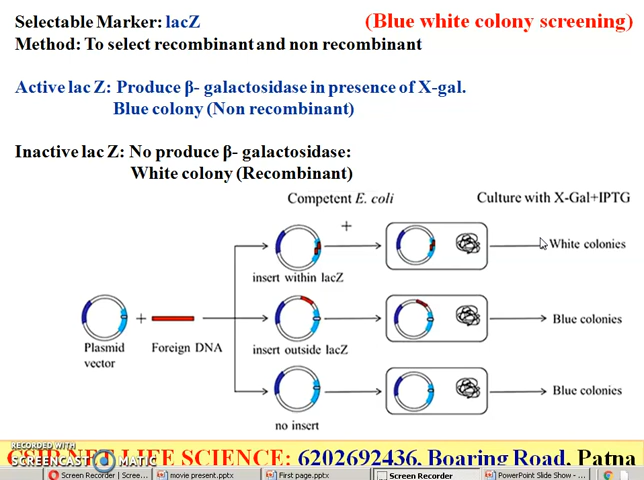 Selectable Marker: lacZ (Blue white colony screening)
Method: To select recombinant and non recombinant
Active lac Z: Produce β- galactosidase in presence of X-gal.
Blue colony (Non recombinant)
Inactive lac Z: No produce β- galactosidase:
White colony (Recombinant)
Competent E. coli
Culture with X-Gal+IPTG
+
White colonies
insert within lacZ
+
Plasmid
vector
Foreign DNA
insert outside lacZ
Blue colonies
Blue colonies
no insert
RECORDED WITH
SCREENCAST MATIC
CSIR NET LIFE SCIENCE: 6202692436, Boaring Road, Patna
Screen Recorder | Scree...
movie present.pptx
First page.pptx
Screen Recorder
PowerPoint Slide Show - ...